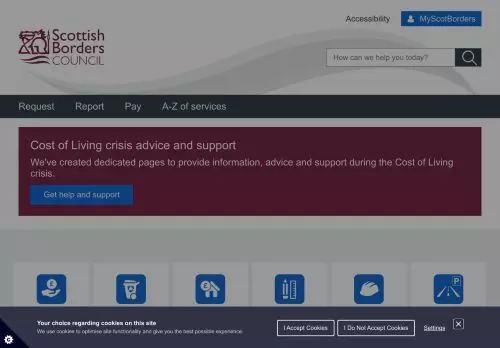 Accessibility
MyScotBorders
Scottish
Borders
COUNCIL
How can we help you today?
Request
Report
Pay
A-Z of services
Cost of Living crisis advice and support
We've created dedicated pages to provide information, advice and support during the Cost of Living
crisis.
Get help and support
£
£
P
Your choice regarding cookies on this site
We use cookies to optimise site functionality and give you the best possible experience.
I Accept Cookies
I Do Not Accept Cookies
Settings